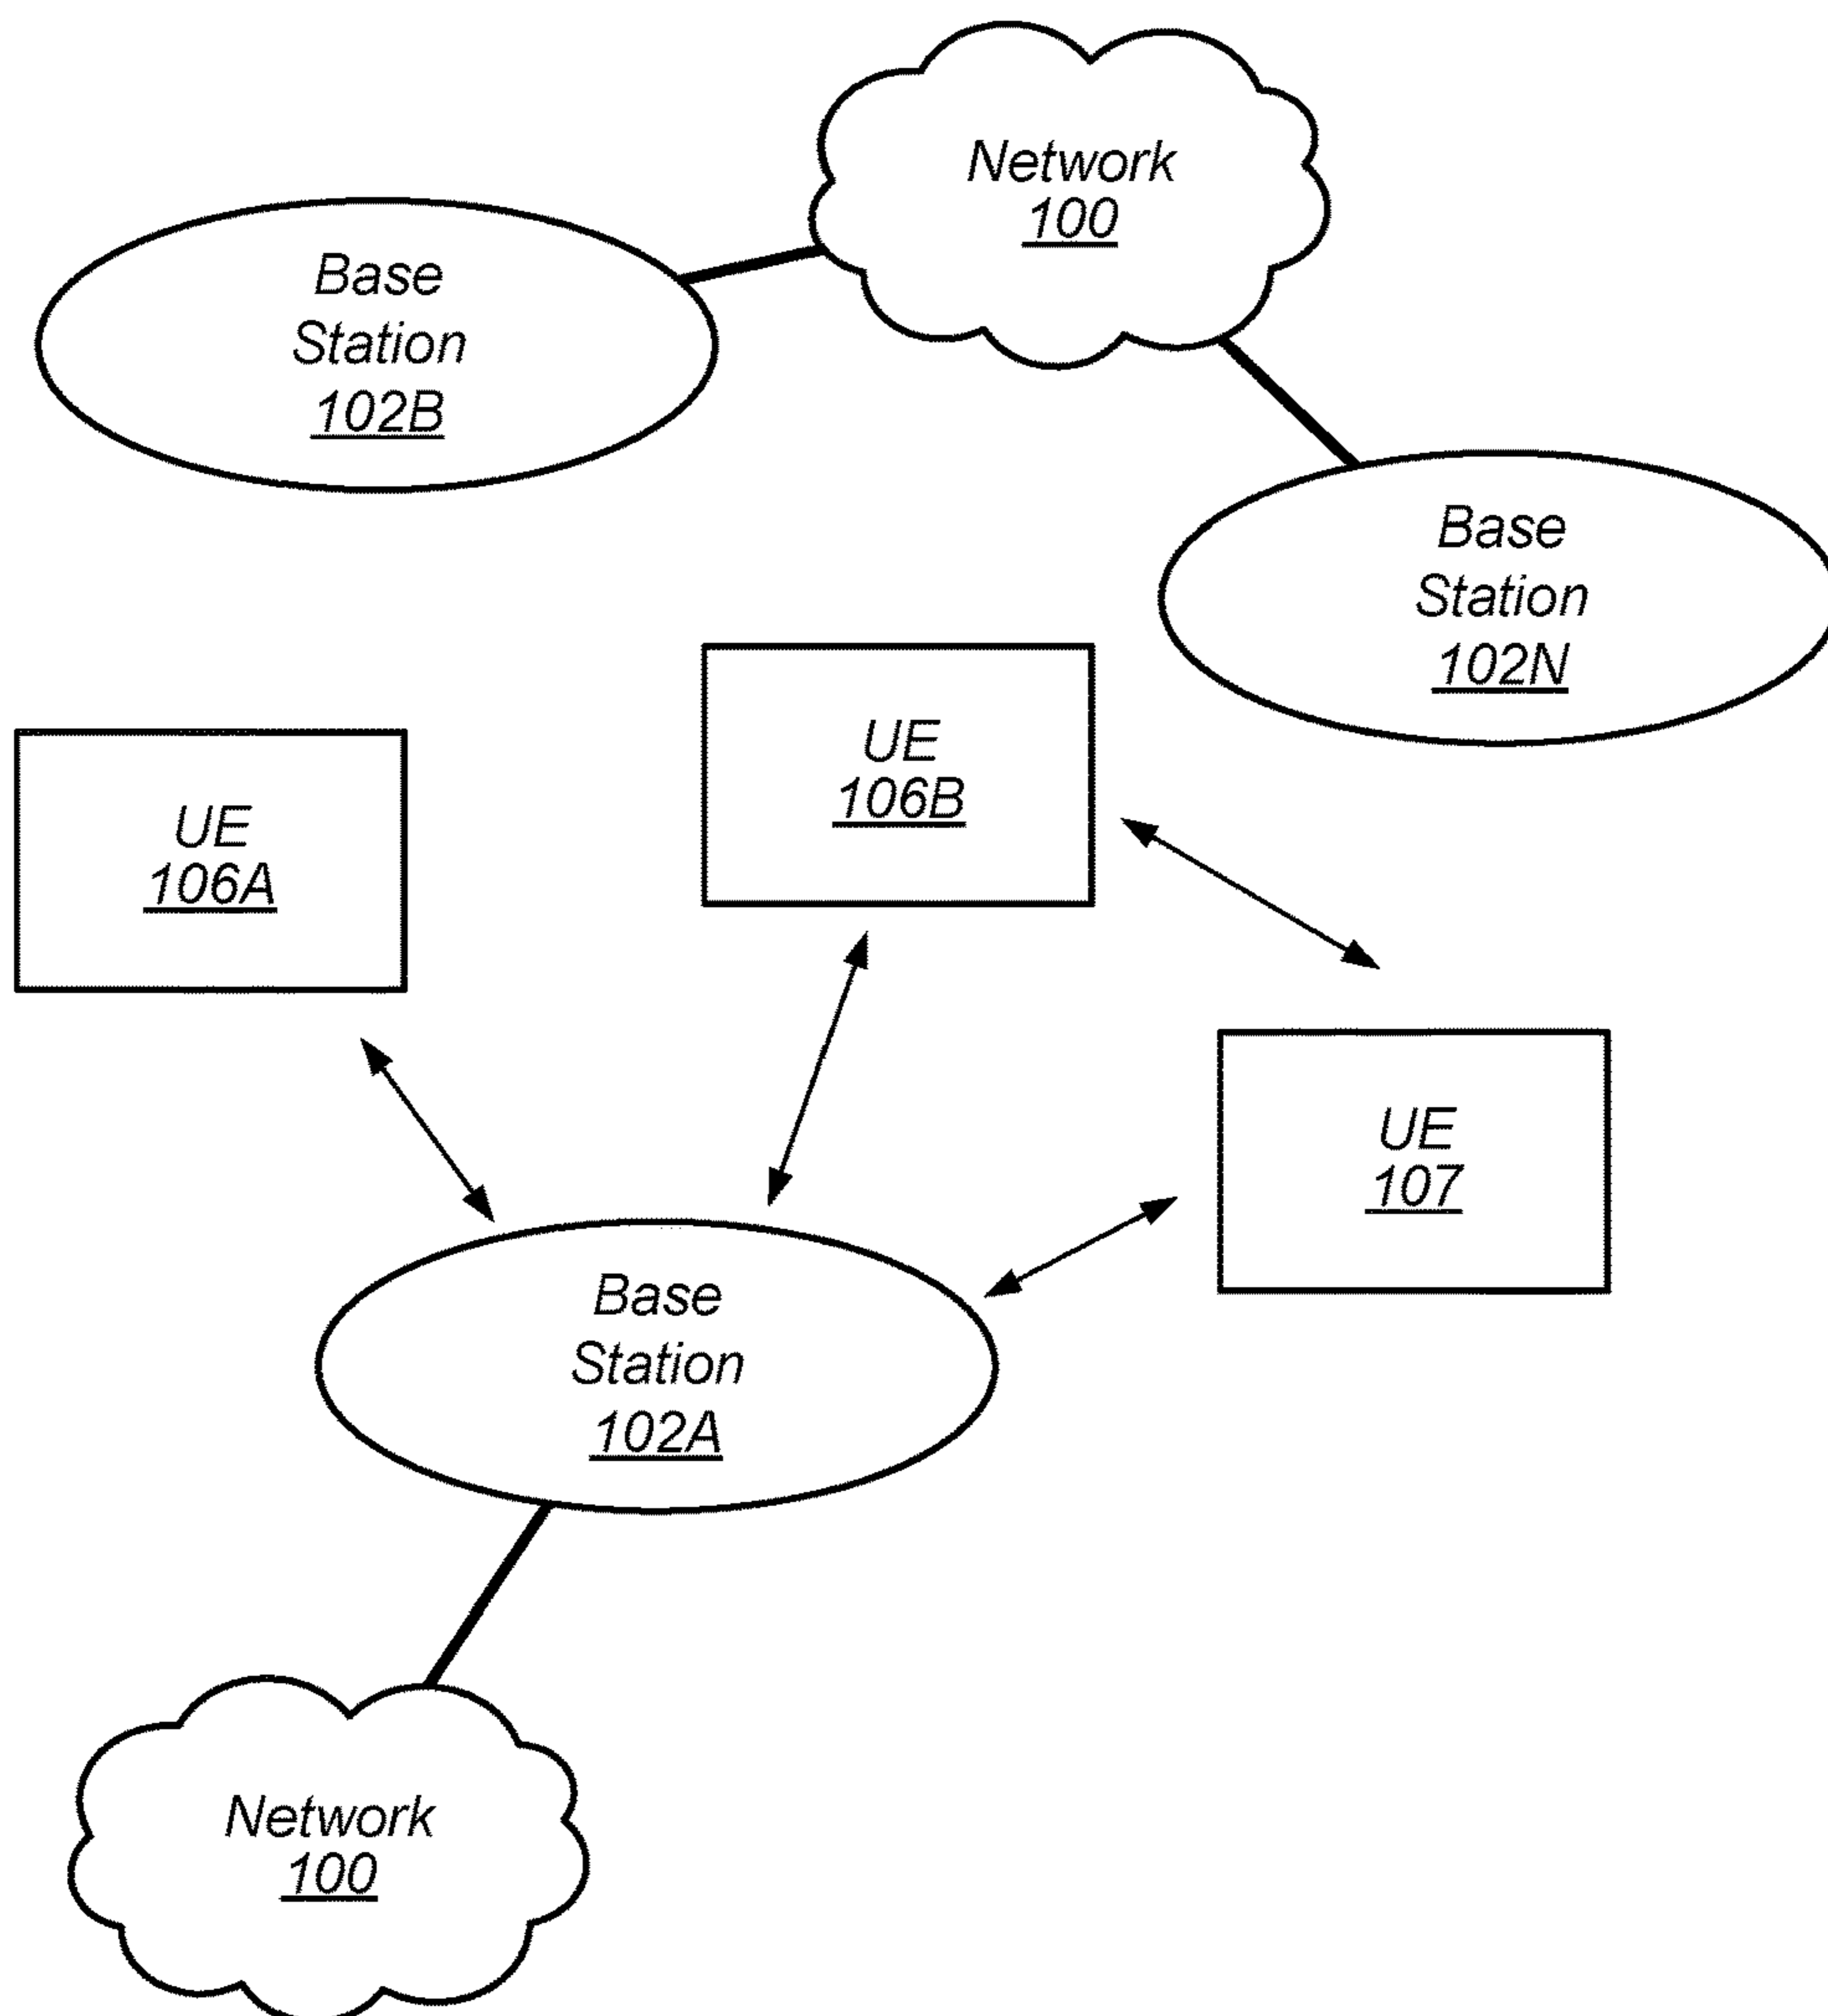 Network
100
Base
Station
102B
Base
Station
102N
UE
106B
UE
106A
UE
107
Base
Station
102A
Network
100